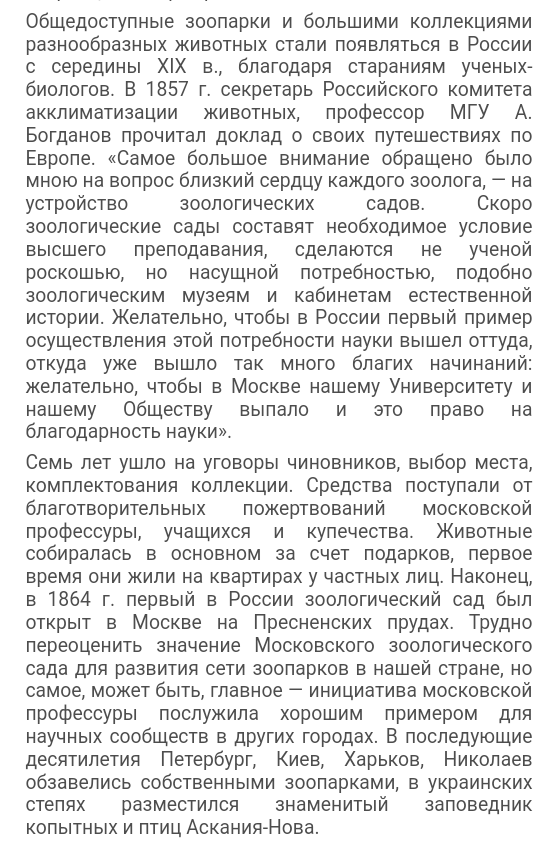 Общедоступные зоопарки и большими коллекциями
разнообразных животных стали появляться в России
с середины XIX в., благодаря стараниям ученых-
биологов. В 1857 г. секретарь Российского комитета
акклиматизации животных, профессор МГУ А.
Богданов прочитал доклад о своих путешествиях по
Европе. «Самое большое внимание обращено было
мною на вопрос близкий сердцу каждого зоолога, — на
устройство зоологических садов. Скоро
зоологические сады составят необходимое условие
высшего преподавания, сделаются не ученой
роскошью, но насущной потребностью, подобно
зоологическим музеям и кабинетам естественной
истории. Желательно, чтобы в России первый пример
осуществления этой потребности науки вышел оттуда,
откуда уже вышло так много благих начинаний:
желательно, чтобы в Москве нашему Университету и
нашему Обществу выпало и это право на
благодарность науки».
Семь лет ушло на уговоры чиновников, выбор места,
комплектования коллекции. Средства поступали от
благотворительных пожертвований московской
профессуры, учащихся и купечества. Животные
собиралась в основном за счет подарков, первое
время они жили на квартирах у частных лиц. Наконец,
в 1864 г. первый в России зоологический сад был
открыт в Москве на Пресненских прудах. Трудно
переоценить значение Московского зоологического
сада для развития сети зоопарков в нашей стране, но
самое, может быть, главное — инициатива московской
профессуры послужила хорошим примером для
научных сообществ в других городах. В последующие
десятилетия Петербург, Киев, Харьков, Николаев
обзавелись собственными зоопарками, в украинских
степях разместился знаменитый заповедник
копытных и птиц Аскания-Нова.